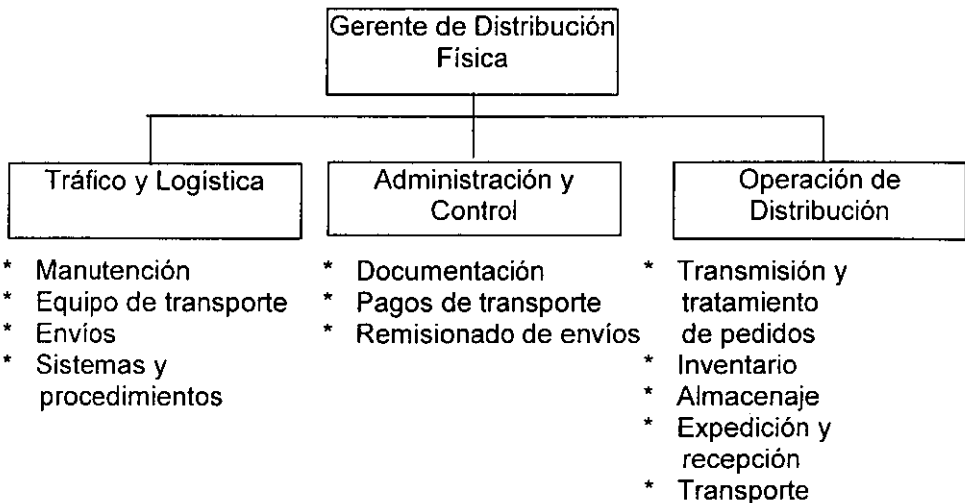 Gerente de Distribución
Física
Tráfico y Logística
Administración y
Control
Operación de
Distribución
* Manutención
* Equipo de transporte
* Envíos
* Sistemas y
procedimientos
* Documentación
* Pagos de transporte
* Remisionado de envíos
* Transmisión y
tratamiento
de pedidos
* Inventario
* Almacenaje
* Expedición y
recepción
* Transporte